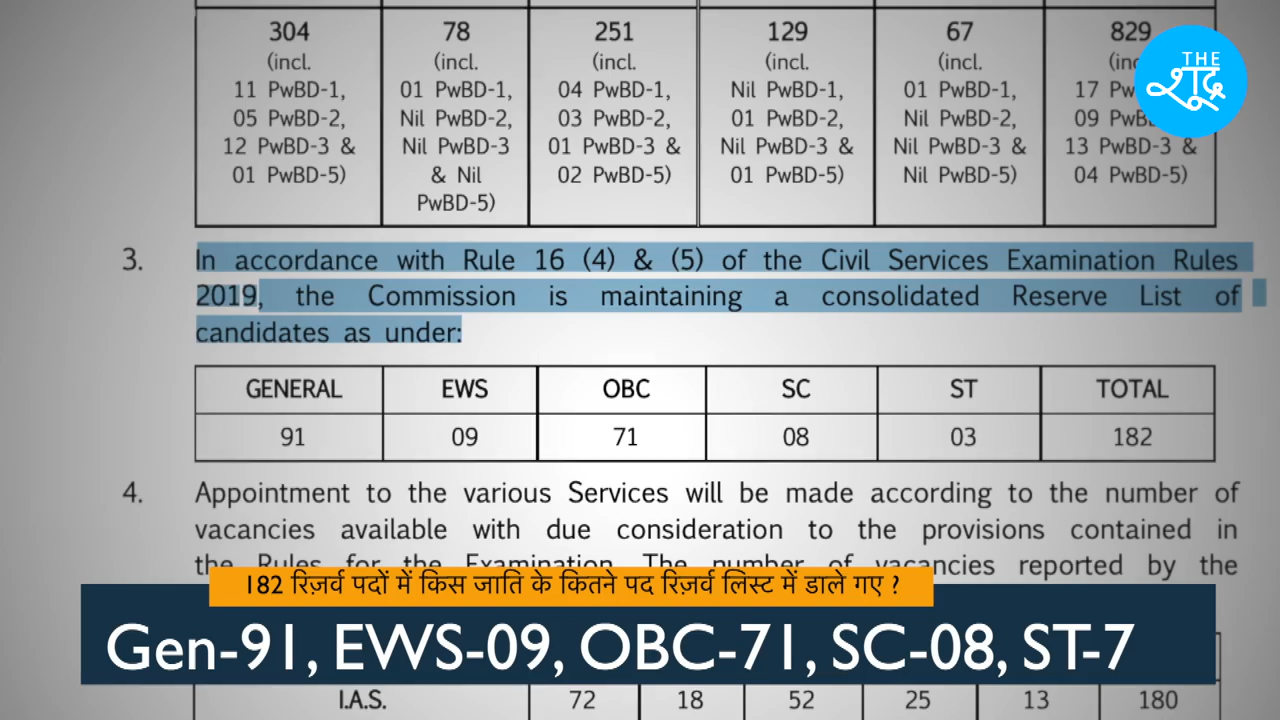 304 78 251 129 67 829
(incl. (incl. (incl. (incl. (incl.
11 PwBD-1, 01 PwBD-1, 04 PwBD-1, Nil PwBD-1, 01 PwBD-1, 17
05 PwBD-2, Nil PwBD-2, 03 PwBD-2, 01 PwBD-2, Nil PwBD-2, 09
12 PwBD-3 & Nil PwBD-3 01 PwBD-3 & Nil PwBD-3 & Nil PwBD-3 & 13 PwBD-3 &
01 PwBD-5) & Nil 02 PwBD-5) 01 PwBD-5) Nil PwBD-5) 04 PwBD-5)
PwBD-5)
THE
शब्द
3. In accordance with Rule 16 (4) & (5) of the Civil Services Examination Rules
2019, the Commission is maintaining a consolidated Reserve List of
candidates as under:
GENERAL EWS OBC SC ST TOTAL
91 09 71 08 03 182
4. Appointment to the various Services will be made according to the number of
vacancies available with due consideration to the provisions contained in
the Rules for the Examination. The number of vacancies reported by the
182 रिज़र्व पदों में किस जाति के कितने पद रिज़र्व लिस्ट में डाले गए ?
Gen-91, EWS-09, OBC-71, SC-08, ST-7
I.A.S. 72 18 52 25 13 180